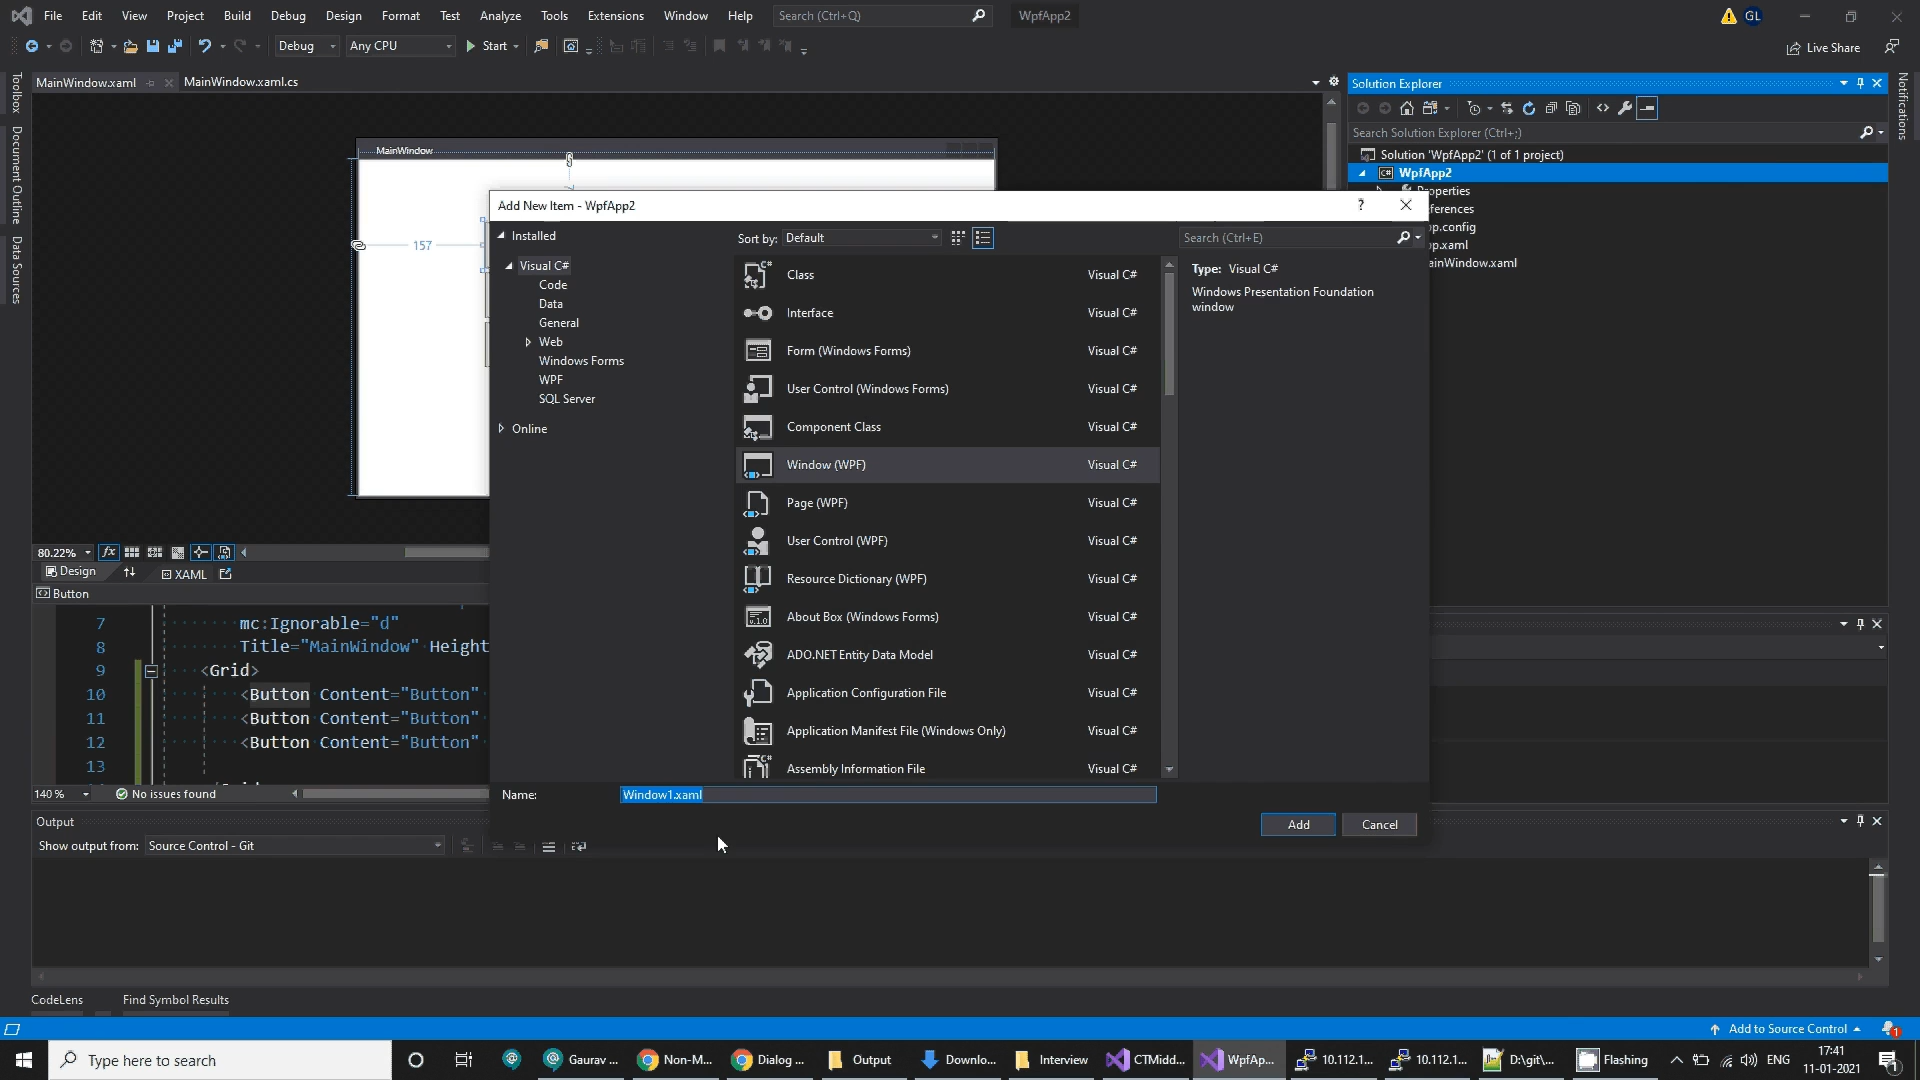 File Edit View Project Build Debug Design Format Test Analyze Tools Extensions Window Help Search (Ctrl+Q) WpfApp2 GL
Debug Any CPU Start Live Share
MainWindow.xaml MainWindow.xaml.cs
Toolbox
Document Outline
Data Sources
Notifications
MainWindow
157
Solution Explorer
Search Solution Explorer (Ctrl+;)
Solution 'WpfApp2' (1 of 1 project)
C# WpfApp2
Properties
ferences
pp.config
pp.xaml
ainWindow.xaml
Add New Item - WpfApp2 ?
Installed
Visual C#
Code
Data
General
Web
Windows Forms
WPF
SQL Server
Online
Sort by: Default
Search (Ctrl+E)
Class Visual C#
Interface Visual C#
Form (Windows Forms) Visual C#
User Control (Windows Forms) Visual C#
Component Class Visual C#
Window (WPF) Visual C#
Page (WPF) Visual C#
User Control (WPF) Visual C#
Resource Dictionary (WPF) Visual C#
About Box (Windows Forms) Visual C#
ADO.NET Entity Data Model Visual C#
Application Configuration File Visual C#
Application Manifest File (Windows Only) Visual C#
Assembly Information File Visual C#
Type: Visual C#
Windows Presentation Foundation
window
Name: Window1.xaml
Add Cancel
80.22% fx
Design XAML
Button
7 mc:Ignorable="d"
8 Title="MainWindow" Height
9 <Grid>
10 <Button Content="Button"
11 <Button Content="Button"
12 <Button Content="Button"
13
140 % No issues found
Output
Show output from: Source Control - Git
CodeLens Find Symbol Results
Add to Source Control 1
Type here to search Gaurav ... Non-M... Dialog ... Output Downlo... Interview CTMidd... WpfAp... 10.112.1... 10.112.1... D:\git\... Flashing ENG 17:41
11-01-2021 1